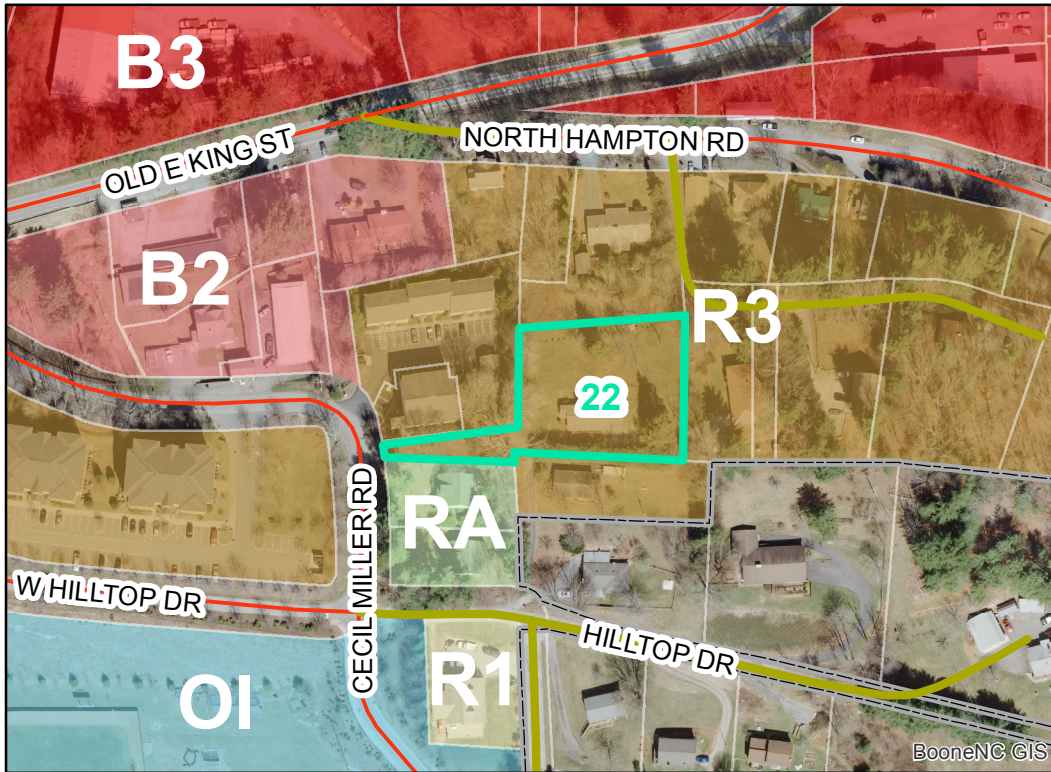 B3
OLD E KING ST
NORTH HAMPTON RD
B2
R3
22
CECIL MILLER RD
RA
W HILLTOP DR
HILLTOP DR
R1
OI
BooneNC GIS